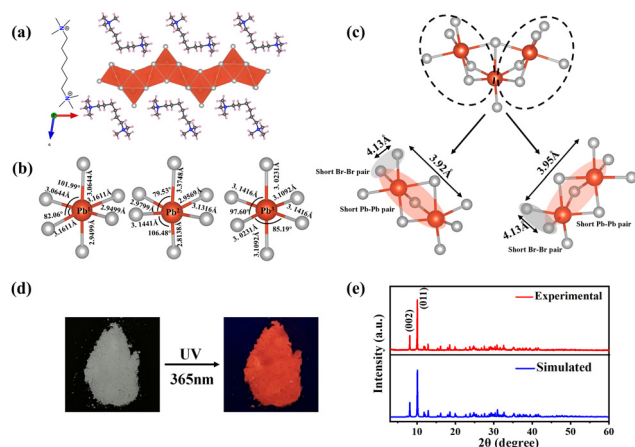 (a)
N
⊕
N
⊕
c
(b)
101.99°
3.0644Å
3.0644Å
3.1611Å
82.06°
Pb
2.9499Å
3.1611Å
2.9499Å
79.53°
3.3748Å
2.9799Å
2.9869Å
Pb
3.1316Å
3.1441Å
106.48°
2.8138Å
3.0231Å
3.1416Å
3.1092Å
97.60°
Pb
3.1416Å
3.0231Å
85.19°
3.1092Å
(c)
4.13Å
3.92Å
Short Br-Br pair
Short Pb-Pb pair
3.95Å
4.13Å
Short Pb-Pb pair
Short Br-Br pair
(d)
UV
365nm
(e)
Intensity (a.u.)
(002)
(011)
Experimental
Simulated
10 20 30 40 50 60
2θ (degree)